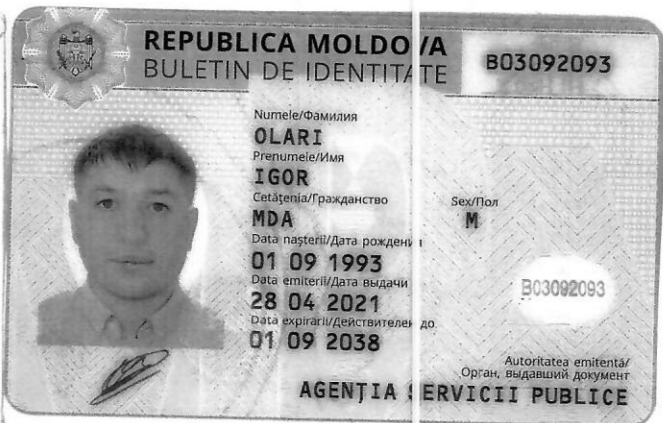 REPUBLICA MOLDOVA
BULETIN DE IDENTITATE
B03092093
Numele/Фамилия
OLARI
Prenumele/Имя
IGOR
Cetăţenia/Гражданство
MDA
Sex/Пол
M
Data naşterii/Дата рождения
01 09 1993
Data emiterii/Дата выдачи
28 04 2021
Data expirării/Действителен до
01 09 2038
B03092093
Autoritatea emitentă/
Орган, выдавший документ
AGENŢIA SERVICII PUBLICE